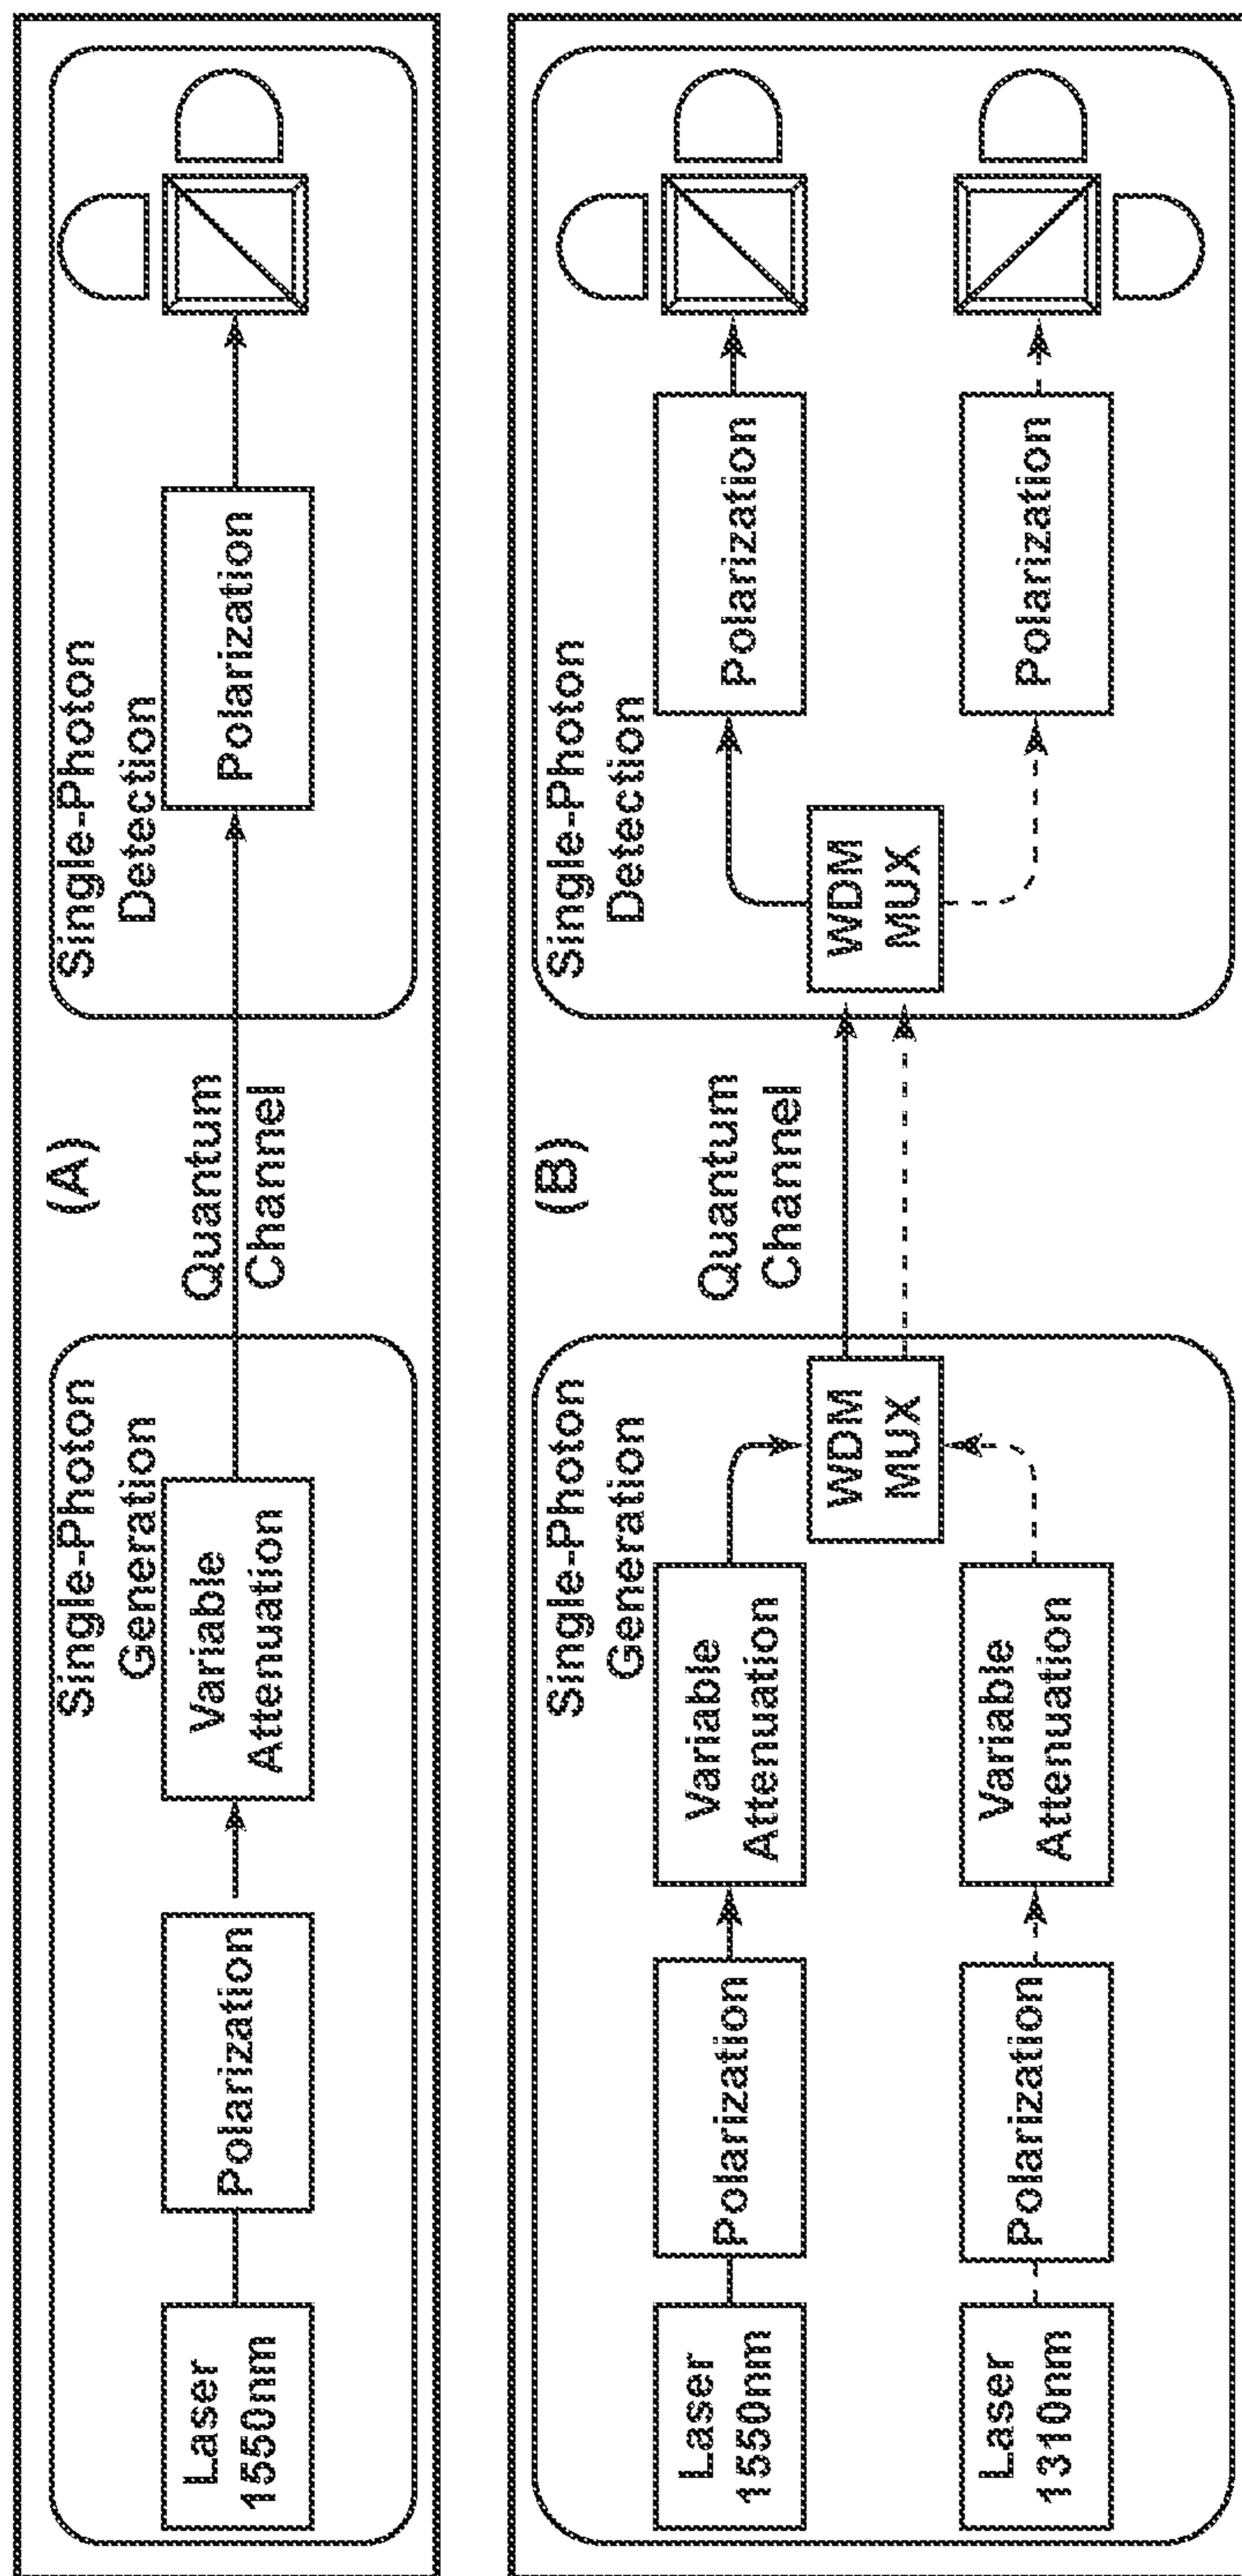 (A)
Single-Photon
Generation
Laser
1550nm
Polarization
Variable
Attenuation
Quantum
Channel
Single-Photon
Detection
Polarization
(B)
Single-Photon
Generation
Laser
1550nm
Polarization
Variable
Attenuation
Laser
1310nm
Polarization
Variable
Attenuation
WDM
MUX
Quantum
Channel
Single-Photon
Detection
WDM
MUX
Polarization
Polarization